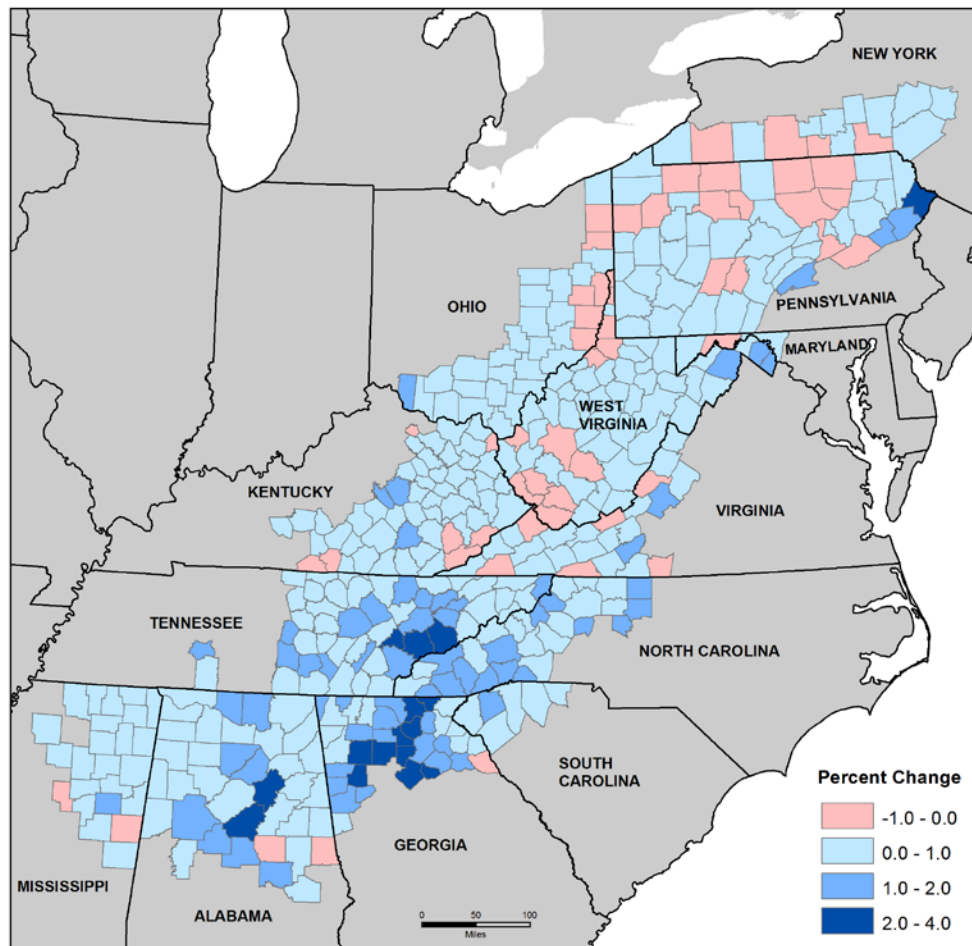 NEW YORK
OHIO
PENNSYLVANIA
MARYLAND
WEST
VIRGINIA
KENTUCKY
VIRGINIA
TENNESSEE
NORTH CAROLINA
SOUTH
CAROLINA
GEORGIA
MISSISSIPPI
ALABAMA
0 50 100
Miles
Percent Change
-1.0 - 0.0
0.0 - 1.0
1.0 - 2.0
2.0 - 4.0